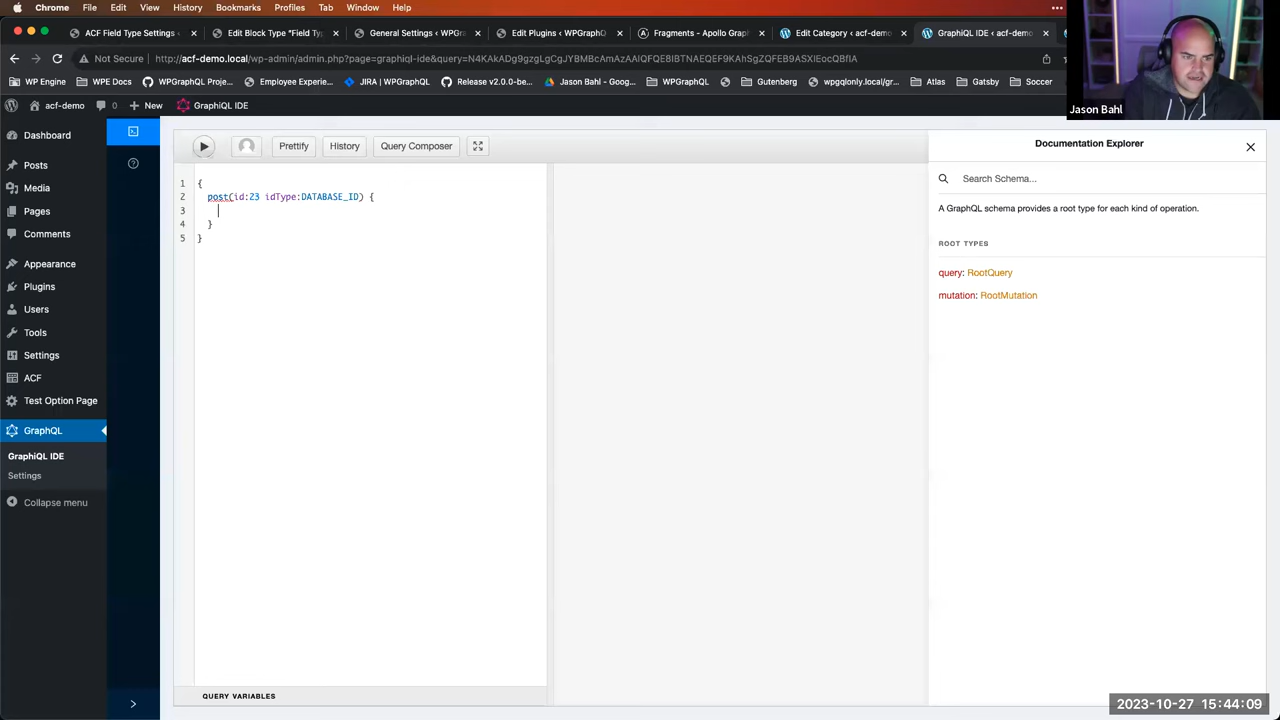 Chrome File Edit View History Bookmarks Profiles Tab Window Help
ACF Field Type Settings < Edit Block Type "Field Typ General Settings < WPGra Edit Plugins < WPGraphQ Fragments - Apollo Graph Edit Category < acf-demo GraphiQL IDE < acf-demo
Not Secure http://acf-demo.local/wp-admin/admin.php?page=graphiql-ide&query=
WP Engine WPE Docs WPGraphQL Proje... Employee Experie... JIRA | WPGraphQL Release v2.0.0-be... Jason Bahl - Goog... WPGraphQL Gutenberg wpgqlonly.local/gr... Atlas Gatsby Soccer
acf-demo 0 New GraphiQL IDE
Jason Bahl
Dashboard
Posts
Media
Pages
Comments
Appearance
Plugins
Users
Tools
Settings
ACF
Test Option Page
GraphQL
GraphiQL IDE
Settings
Collapse menu
Prettify History Query Composer
1 {
2 post(id:23 idType:DATABASE_ID) {
3
4 }
5 }
QUERY VARIABLES
Documentation Explorer
Search Schema...
A GraphQL schema provides a root type for each kind of operation.
ROOT TYPES
query: RootQuery
mutation: RootMutation
2023-10-27 15:44:09